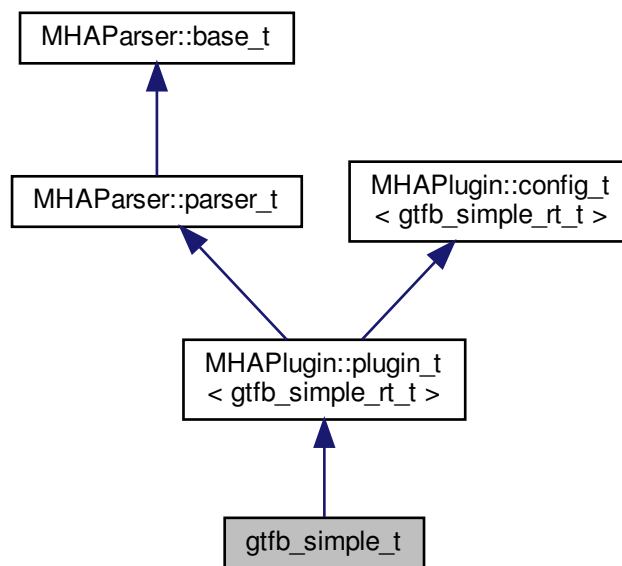 MHAParser::base_t
MHAParser::parser_t
MHAPlugin::config_t
< gtfb_simple_rt_t >
MHAPlugin::plugin_t
< gtfb_simple_rt_t >
gtfb_simple_t